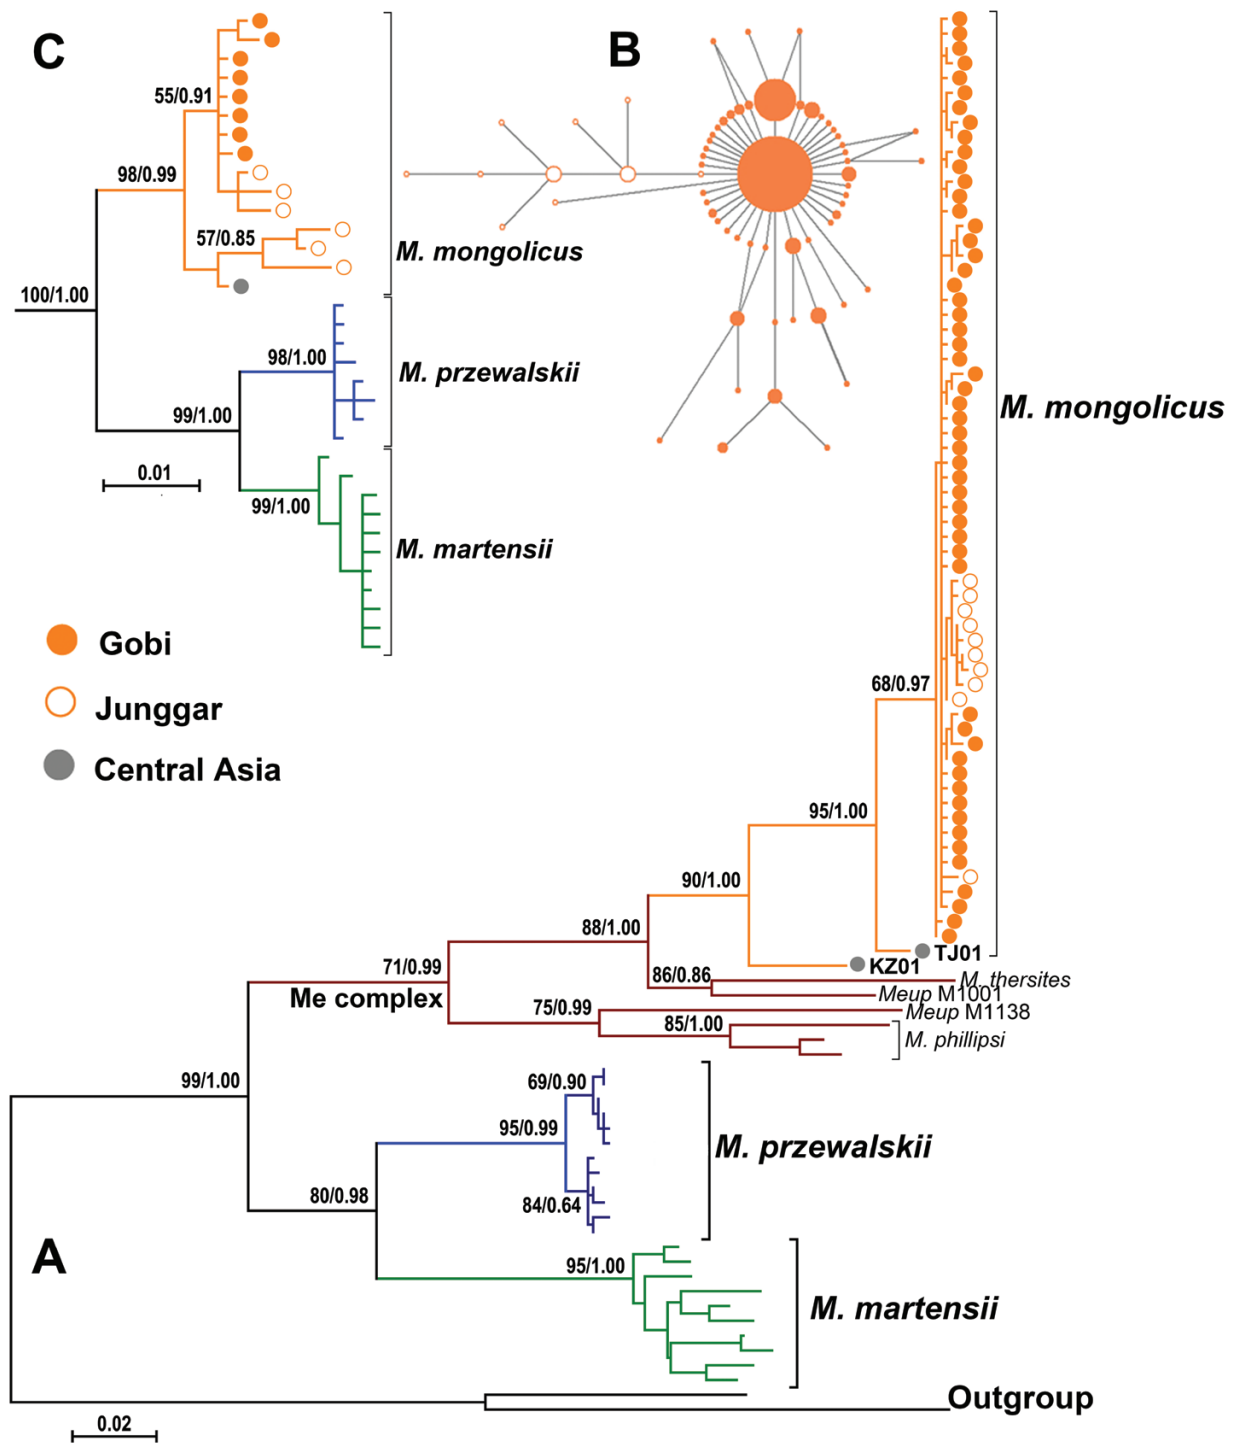 C
B
55/0.91
98/0.99
57/0.85
M. mongolicus
100/1.00
98/1.00
M. przewalskii
99/1.00
M. mongolicus
0.01
99/1.00
M. martensii
Gobi
Junggar
Central Asia
68/0.97
95/1.00
90/1.00
88/1.00
TJ01
KZ01
71/0.99
86/0.86
M. thersites
Me complex
Meup M1001
75/0.99
Meup M1138
85/1.00
M. phillipsi
99/1.00
69/0.90
95/0.99
M. przewalskii
80/0.98
84/0.64
A
95/1.00
M. martensii
Outgroup
0.02